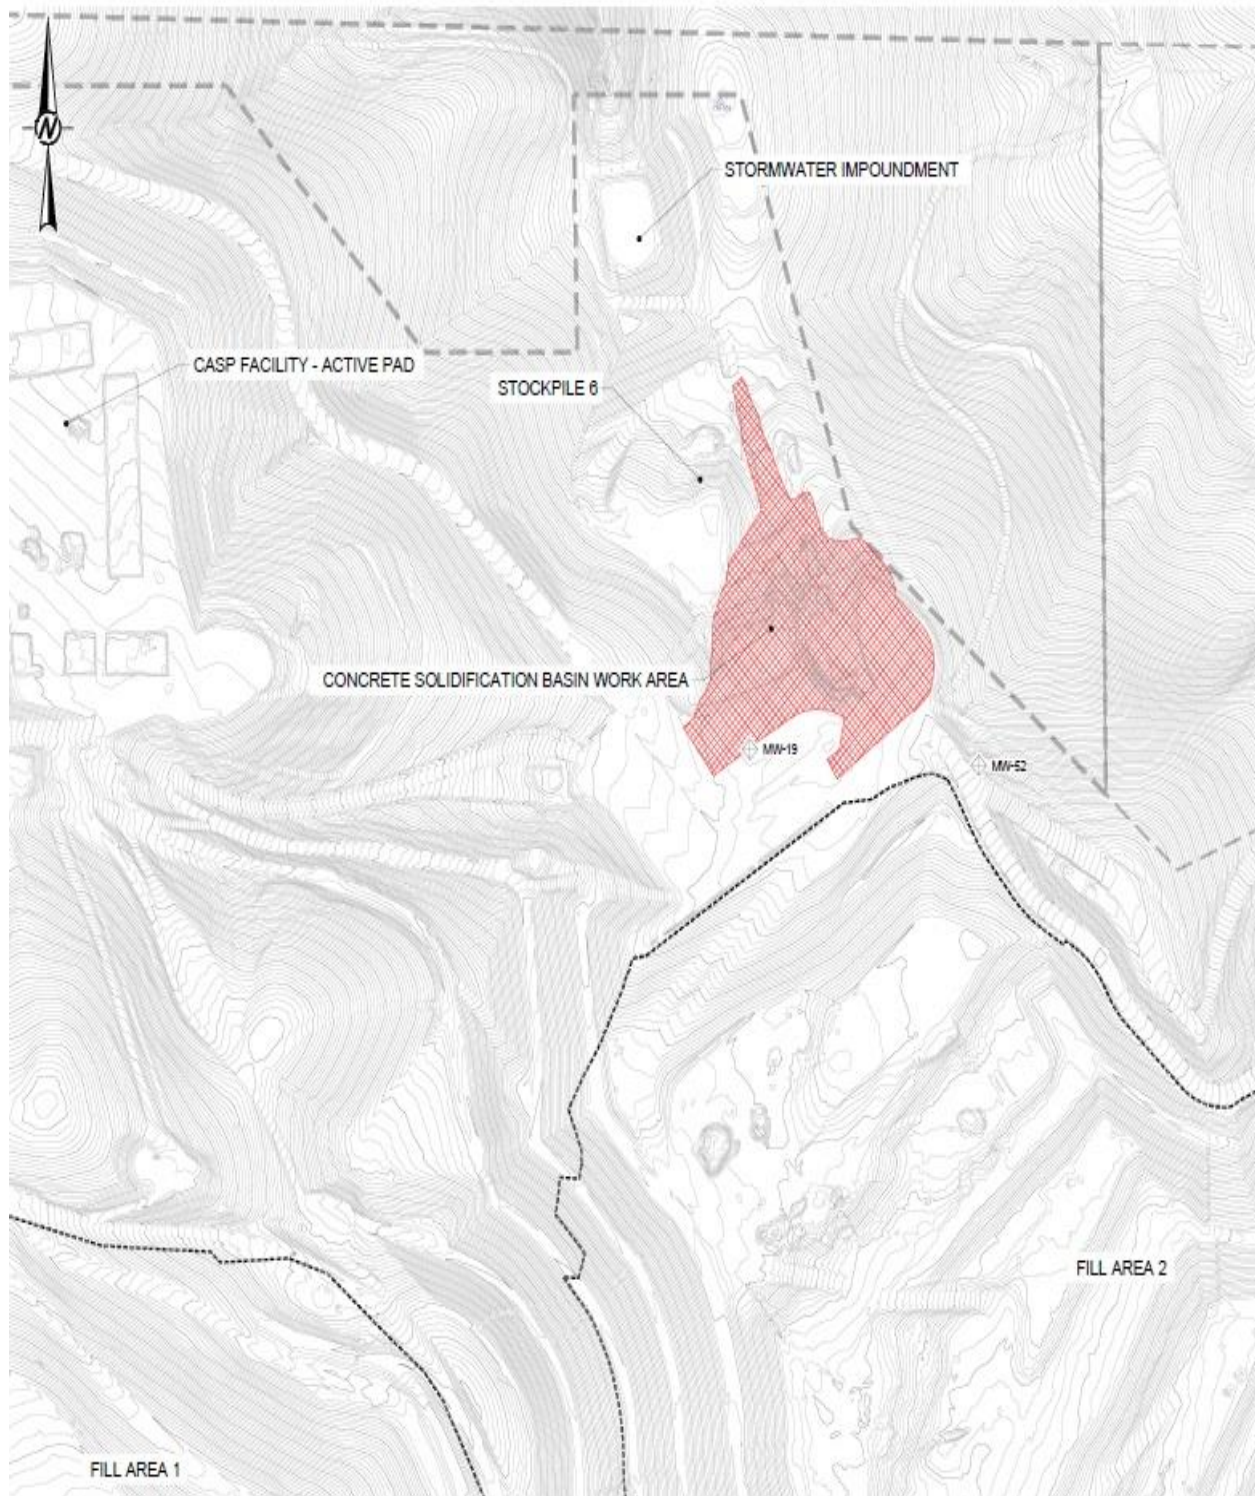 N
STORMWATER IMPOUNDMENT
CASP FACILITY - ACTIVE PAD
STOCKPILE 6
CONCRETE SOLIDIFICATION BASIN WORK AREA
MW-19
MW-52
FILL AREA 2
FILL AREA 1